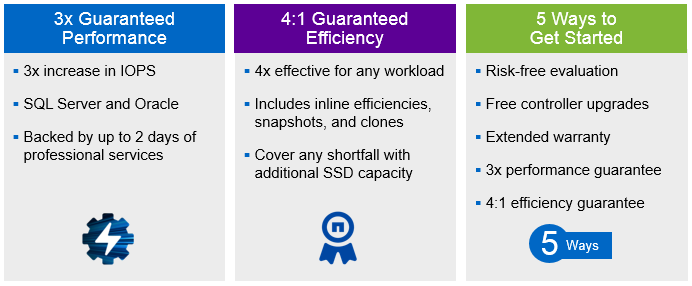 3x Guaranteed
Performance
3x increase in IOPS
SQL Server and Oracle
Backed by up to 2 days of
professional services
4:1 Guaranteed
Efficiency
4x effective for any workload
Includes inline efficiencies,
snapshots, and clones
Cover any shortfall with
additional SSD capacity
5 Ways to
Get Started
Risk-free evaluation
Free controller upgrades
Extended warranty
3x performance guarantee
4:1 efficiency guarantee
5 Ways